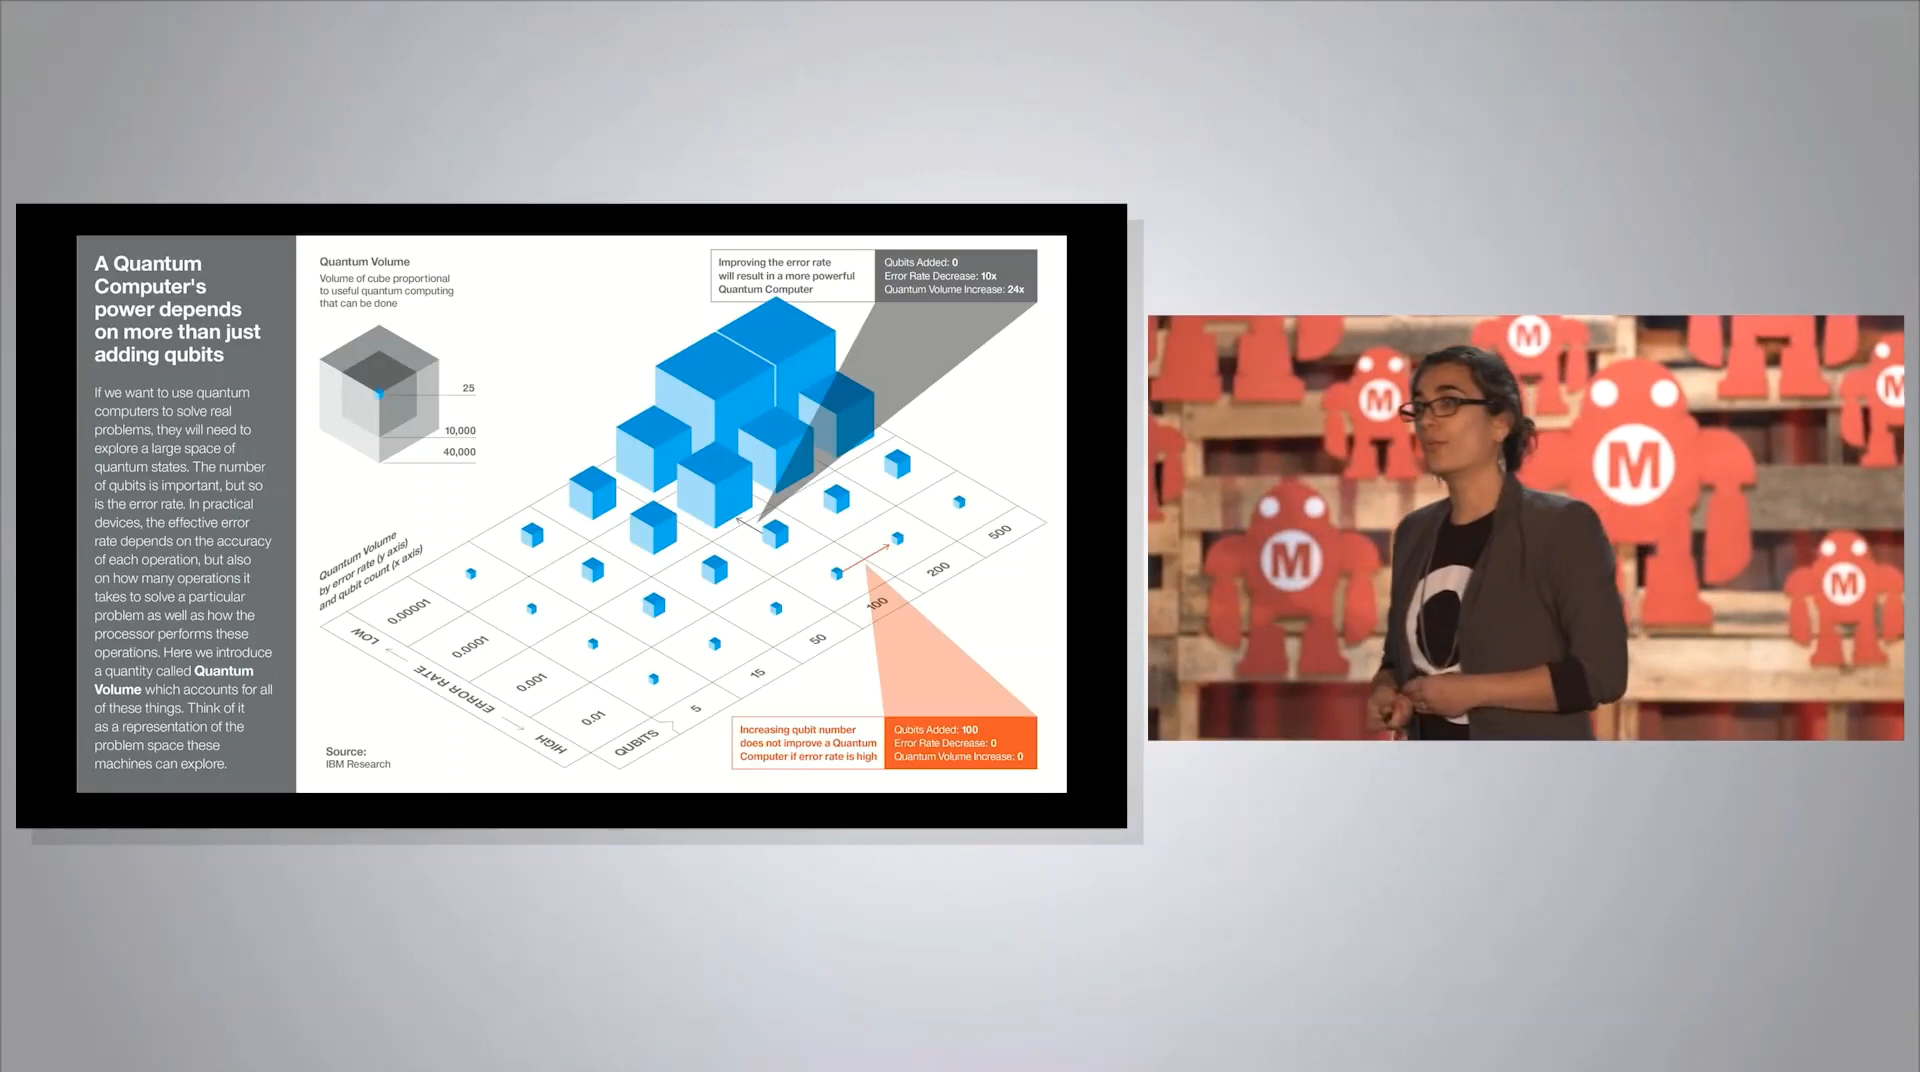 A Quantum
Computer's
power depends
on more than just
adding qubits
If we want to use quantum
computers to solve real
problems, they will need to
explore a large space of
quantum states. The number
of qubits is important, but so
is the error rate. In practical
devices, the effective error
rate depends on the accuracy
of each operation, but also
on how many operations it
takes to solve a particular
problem as well as how the
processor performs these
operations. Here we introduce
a quantity called Quantum
Volume which accounts for all
of these things. Think of it
as a representation of the
problem space these
machines can explore.
Quantum Volume
Volume of cube proportional
to useful quantum computing
that can be done
25
10,000
40,000
Improving the error rate
will result in a more powerful
Quantum Computer
Qubits Added: 0
Error Rate Decrease: 10x
Quantum Volume Increase: 24x
Quantum Volume
by error rate (y axis)
and qubit count (x axis)
0.00001
0.0001
0.001
0.01
LOW
ERROR RATE
HIGH
QUBITS
5
15
50
100
200
500
Increasing qubit number
does not improve a Quantum
Computer if error rate is high
Qubits Added: 100
Error Rate Decrease: 0
Quantum Volume Increase: 0
Source:
IBM Research
M
M
M
M
M
M